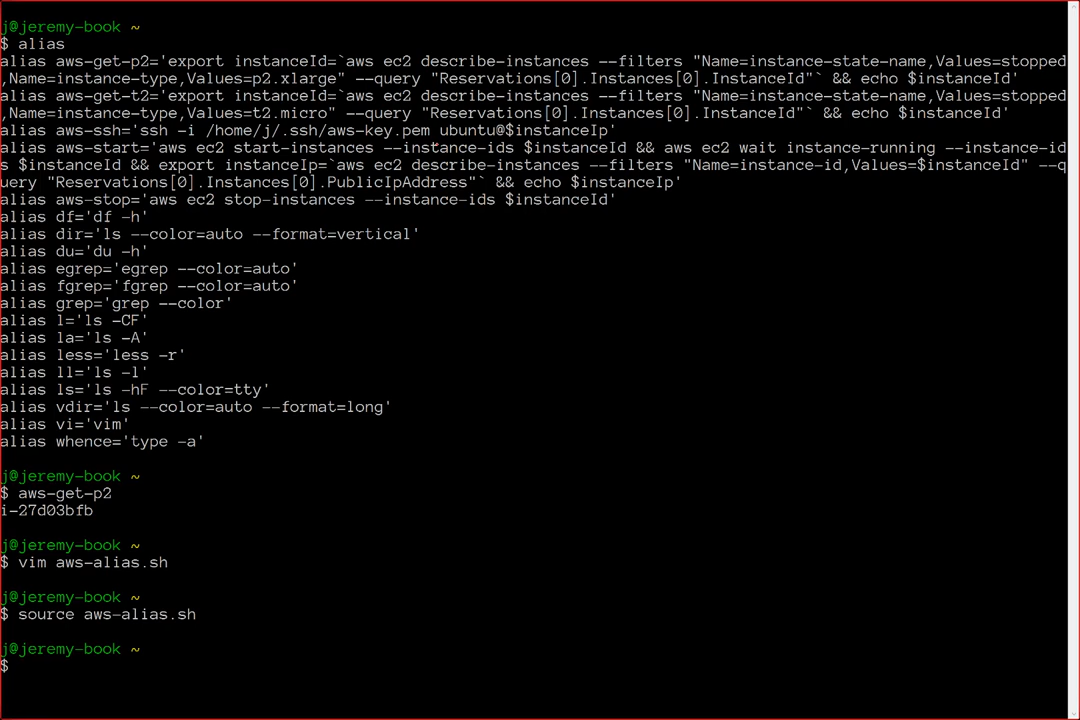 j@jeremy-book ~
$ alias
alias aws-get-p2='export instanceId=`aws ec2 describe-instances --filters "Name=instance-state-name,Values=stopped
,Name=instance-type,Values=p2.xlarge" --query "Reservations[0].Instances[0].InstanceId"` && echo $instanceId'
alias aws-get-t2='export instanceId=`aws ec2 describe-instances --filters "Name=instance-state-name,Values=stopped
,Name=instance-type,Values=t2.micro" --query "Reservations[0].Instances[0].InstanceId"` && echo $instanceId'
alias aws-ssh='ssh -i /home/j/.ssh/aws-key.pem ubuntu@$instanceIp'
alias aws-start='aws ec2 start-instances --instance-ids $instanceId && aws ec2 wait instance-running --instance-id
s $instanceId && export instanceIp=`aws ec2 describe-instances --filters "Name=instance-id,Values=$instanceId" --q
uery "Reservations[0].Instances[0].PublicIpAddress"` && echo $instanceIp'
alias aws-stop='aws ec2 stop-instances --instance-ids $instanceId'
alias df='df -h'
alias dir='ls --color=auto --format=vertical'
alias du='du -h'
alias egrep='egrep --color=auto'
alias fgrep='fgrep --color=auto'
alias grep='grep --color'
alias l='ls -CF'
alias la='ls -A'
alias less='less -r'
alias ll='ls -l'
alias ls='ls -hF --color=tty'
alias vdir='ls --color=auto --format=long'
alias vi='vim'
alias whence='type -a'
j@jeremy-book ~
$ aws-get-p2
i-27d03bfb
j@jeremy-book ~
$ vim aws-alias.sh
j@jeremy-book ~
$ source aws-alias.sh
j@jeremy-book ~
$